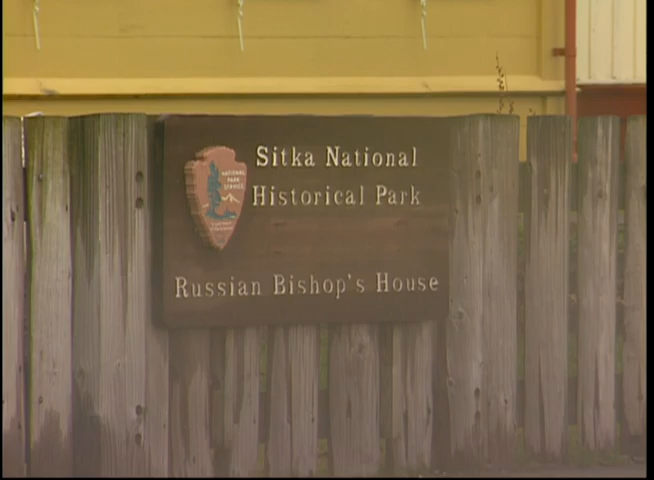 Sitka National
Historical Park
NATIONAL
PARK
SERVICE
Russian Bishop's House